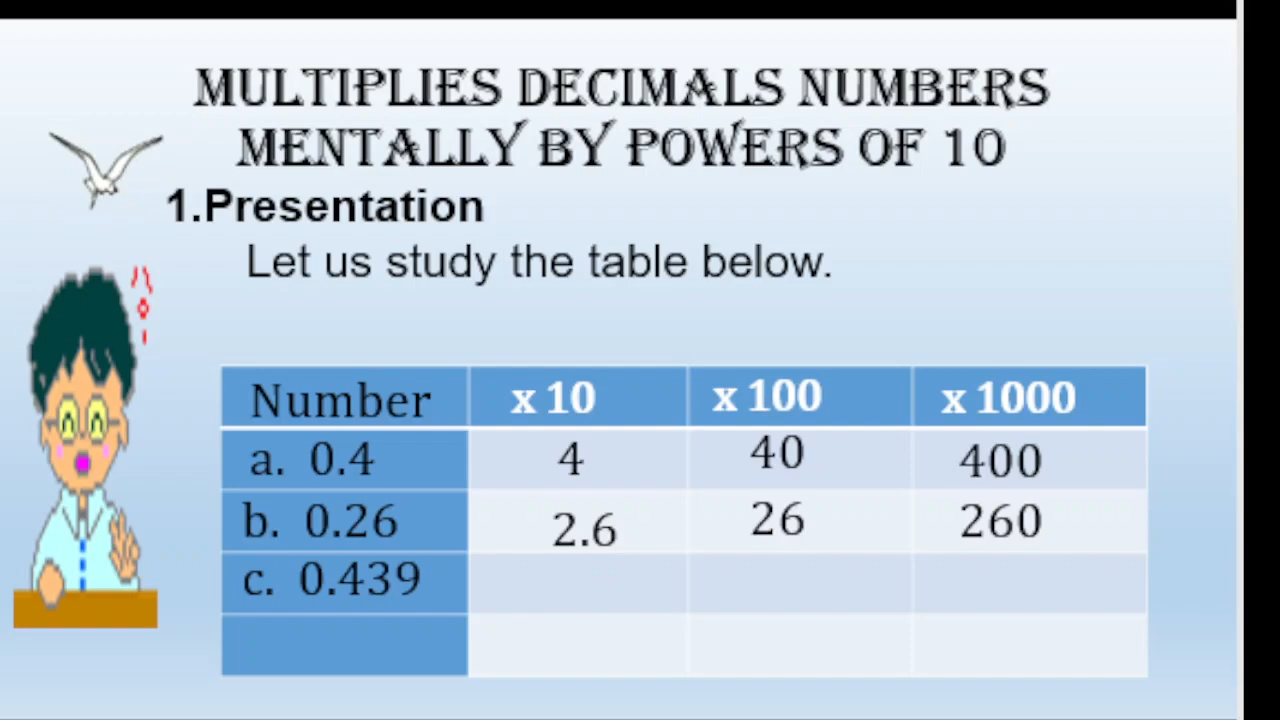 MULTIPLIES DECIMALS NUMBERS
MENTALLY BY POWERS OF 10
1.Presentation
Let us study the table below.
Number x 10 x 100 x 1000
a. 0.4 4 40 400
b. 0.26 2.6 26 260
c. 0.439